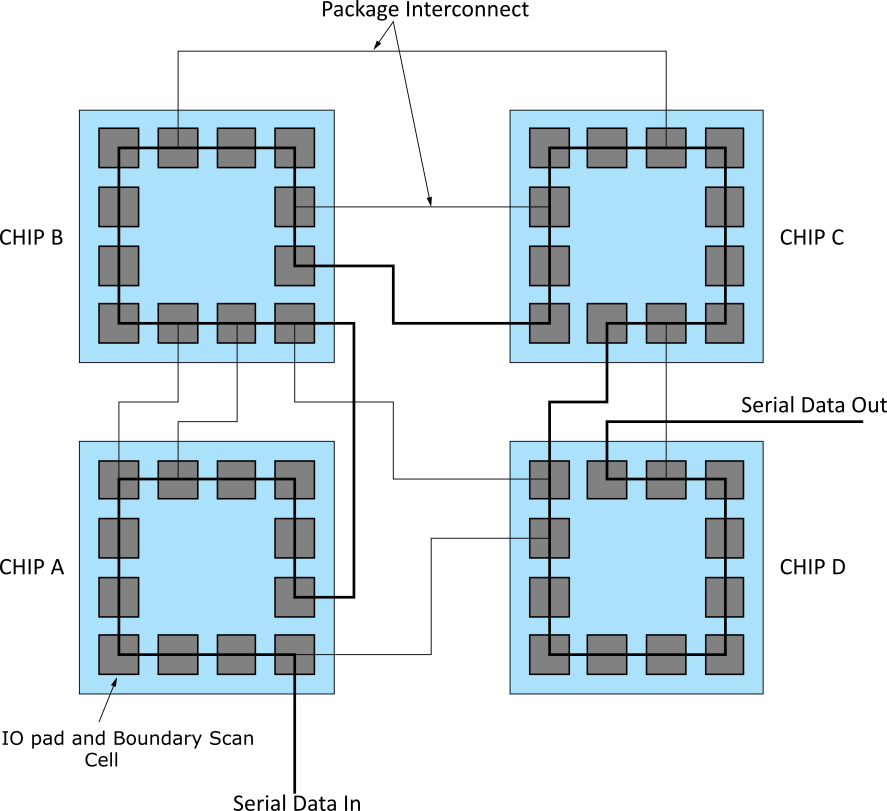 Package Interconnect
CHIP B
CHIP C
Serial Data Out
CHIP A
CHIP D
IO pad and Boundary Scan
Cell
Serial Data In